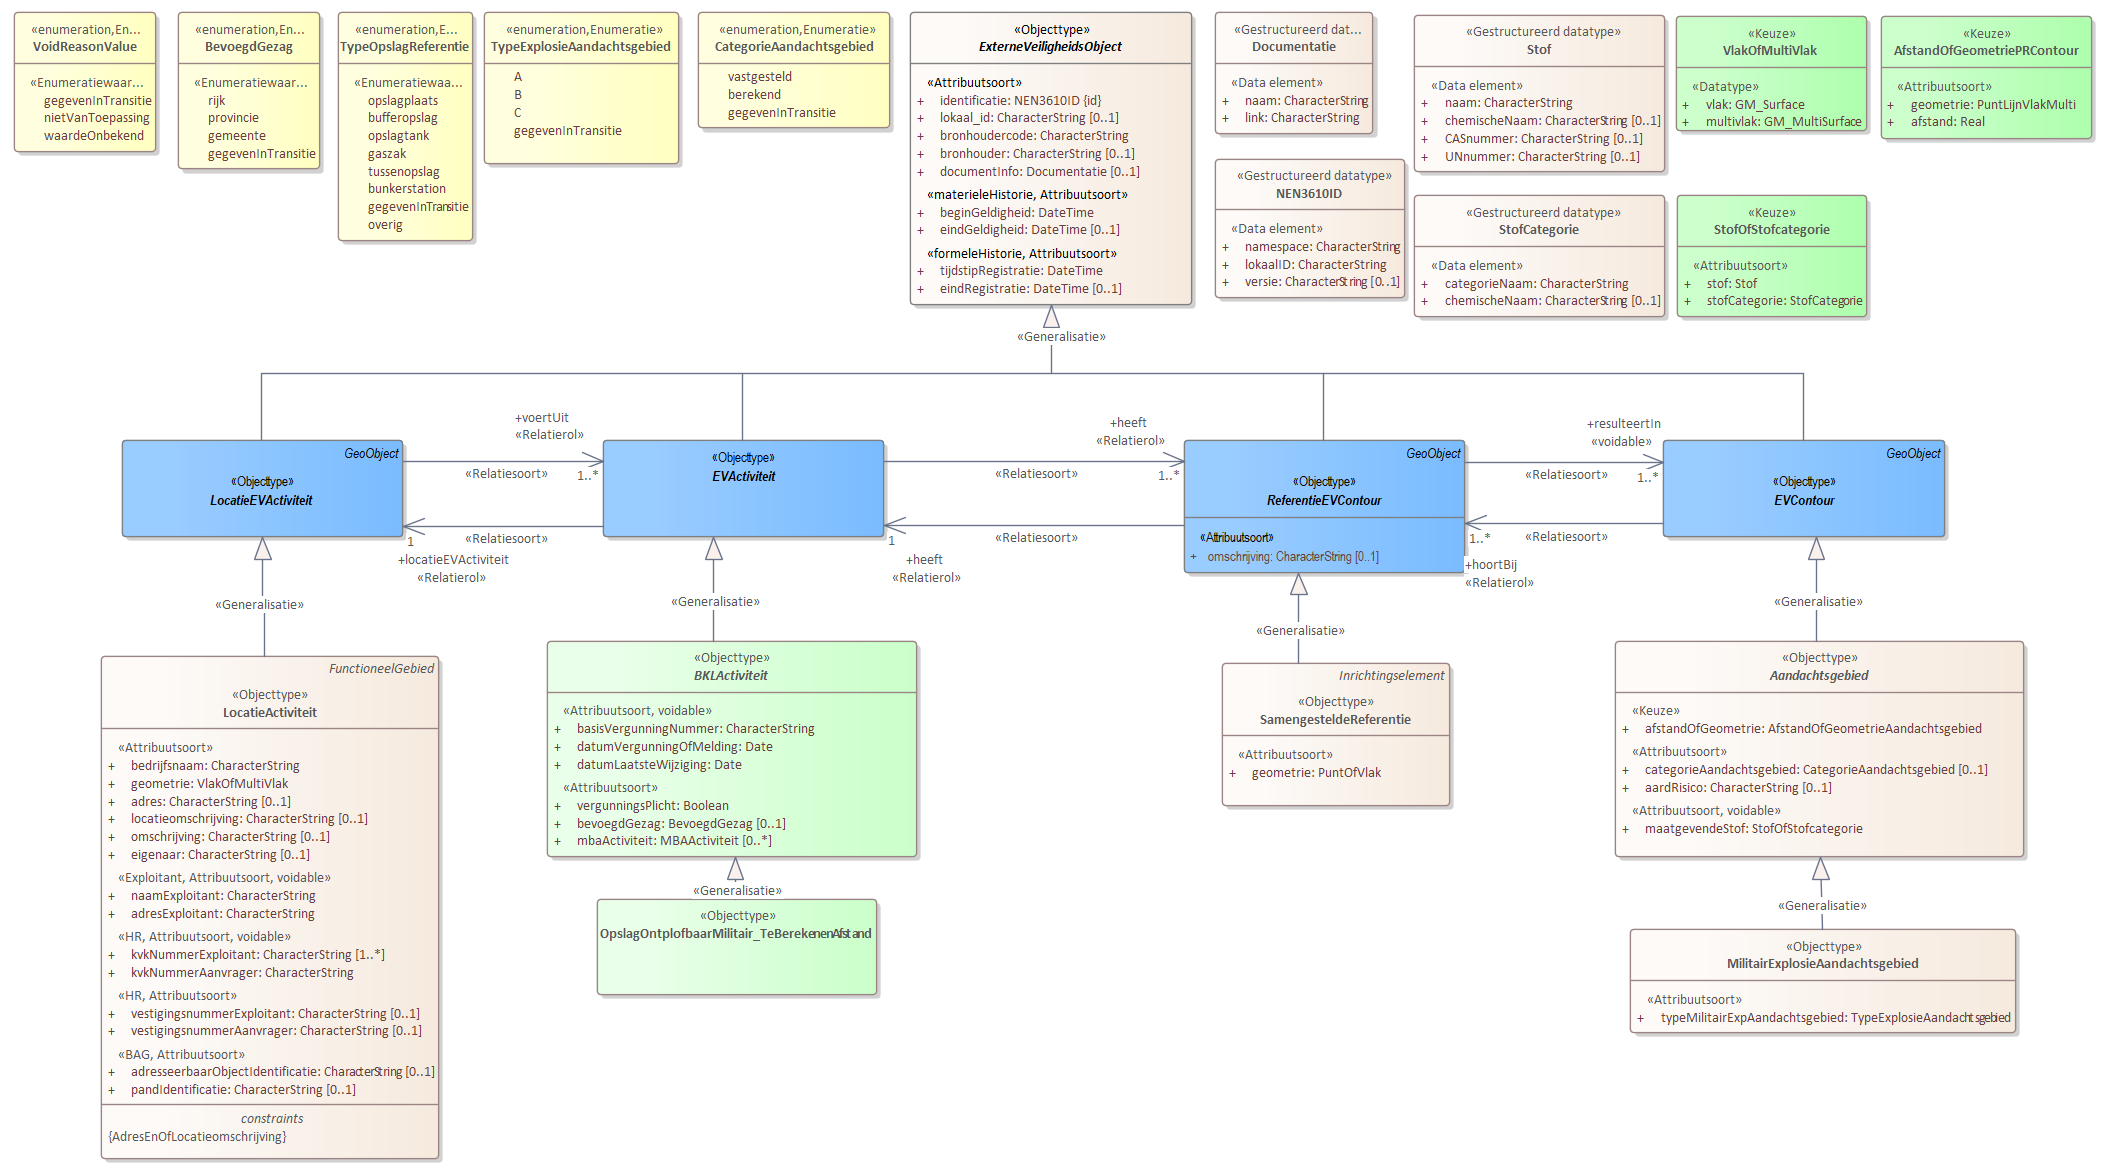 «enumeration,En...
VoidReasonValue
«Enumeratiewaar...
gegevenInTransitie
nietVanToepassing
waardeOnbekend
«enumeration,En...
BevoegdGezag
«Enumeratiewaar...
rijk
provincie
gemeente
gegevenInTransitie
«enumeration,E...
TypeOpslagReferentie
«Enumeratiewaa...
opslagplaats
bufferopslag
opslagtank
gaszak
tussenopslag
bunkerstation
gegevenInTransitie
overig
«enumeration,Enumeratie»
TypeExplosieAandachtsgebied
A
B
C
gegevenInTransitie
«enumeration,Enumeratie»
CategorieAandachtsgebied
vastgesteld
berekend
gegevenInTransitie
«Objecttype»
ExterneVeiligheidsObject
«Attribuutsoort»
+ identificatie: NEN3610ID {id}
+ lokaal_id: CharacterString [0..1]
+ bronhoudercode: CharacterString
+ bronhouder: CharacterString [0..1]
+ documentInfo: Documentatie [0..1]
«materieleHistorie, Attribuutsoort»
+ beginGeldigheid: DateTime
+ eindGeldigheid: DateTime [0..1]
«formeleHistorie, Attribuutsoort»
+ tijdstipRegistratie: DateTime
+ eindRegistratie: DateTime [0..1]
«Gestructureerd dat...
Documentatie
«Data element»
+ naam: CharacterString
+ link: CharacterString
«Gestructureerd datatype»
NEN3610ID
«Data element»
+ namespace: CharacterString
+ lokaalID: CharacterString
+ versie: CharacterString [0..1]
«Gestructureerd datatype»
Stof
«Data element»
+ naam: CharacterString
+ chemischeNaam: CharacterString [0..1]
+ CASnummer: CharacterString [0..1]
+ UNnummer: CharacterString [0..1]
«Gestructureerd datatype»
StofCategorie
«Data element»
+ categorieNaam: CharacterString
+ chemischeNaam: CharacterString [0..1]
«Keuze»
VlakOfMultiVlak
«Datatype»
+ vlak: GM_Surface
+ multivlak: GM_MultiSurface
«Keuze»
StofOfStofcategorie
«Attribuutsoort»
+ stof: Stof
+ stofCategorie: StofCategorie
«Keuze»
AfstandOfGeometriePRContour
«Attribuutsoort»
+ geometrie: PuntLijnVlakMulti
+ afstand: Real
«Generalisatie»
GeoObject
«Objecttype»
LocatieEVActiviteit
+voertUit
«Relatierol»
«Relatiesoort»
1..*
«Relatiesoort»
1
+locatieEVActiviteit
«Relatierol»
«Objecttype»
EVActiviteit
+heeft
«Relatierol»
«Relatiesoort»
1..*
«Relatiesoort»
1
+heeft
«Relatierol»
GeoObject
«Objecttype»
ReferentieEVContour
«Attribuutsoort»
+ omschrijving: CharacterString [0..1]
+resulteertIn
«voidable»
«Relatiesoort»
1..*
«Relatiesoort»
1..*
+hoortBij
«Relatierol»
GeoObject
«Objecttype»
EVContour
«Generalisatie»
«Generalisatie»
«Generalisatie»
«Generalisatie»
FunctioneelGebied
«Objecttype»
LocatieActiviteit
«Attribuutsoort»
+ bedrijfsnaam: CharacterString
+ geometrie: VlakOfMultiVlak
+ adres: CharacterString [0..1]
+ locatieomschrijving: CharacterString [0..1]
+ omschrijving: CharacterString [0..1]
+ eigenaar: CharacterString [0..1]
«Exploitant, Attribuutsoort, voidable»
+ naamExploitant: CharacterString
+ adresExploitant: CharacterString
«HR, Attribuutsoort, voidable»
+ kvkNummerExploitant: CharacterString [1..*]
+ kvkNummerAanvrager: CharacterString
«HR, Attribuutsoort»
+ vestigingsnummerExploitant: CharacterString [0..1]
+ vestigingsnummerAanvrager: CharacterString [0..1]
«BAG, Attribuutsoort»
+ adresseerbaarObjectIdentificatie: CharacterString [0..1]
+ pandIdentificatie: CharacterString [0..1]
constraints
{AdresEnOfLocatieomschrijving}
«Objecttype»
BKLActiviteit
«Attribuutsoort, voidable»
+ basisVergunningNummer: CharacterString
+ datumVergunningOfMelding: Date
+ datumLaatsteWijziging: Date
«Attribuutsoort»
+ vergunningsPlicht: Boolean
+ bevoegdGezag: BevoegdGezag [0..1]
+ mbaActiviteit: MBAActiviteit [0..*]
«Generalisatie»
«Objecttype»
OpslagOntplofbaarMilitair_TeBerekenenAfstand
Inrichtingselement
«Objecttype»
SamengesteldeReferentie
«Attribuutsoort»
+ geometrie: PuntOfVlak
«Objecttype»
Aandachtsgebied
«Keuze»
+ afstandOfGeometrie: AfstandOfGeometrieAandachtsgebied
«Attribuutsoort»
+ categorieAandachtsgebied: CategorieAandachtsgebied [0..1]
+ aardRisico: CharacterString [0..1]
«Attribuutsoort, voidable»
+ maatgevendeStof: StofOfStofcategorie
«Generalisatie»
«Objecttype»
MilitairExplosieAandachtsgebied
«Attribuutsoort»
+ typeMilitairExpAandachtsgebied: TypeExplosieAandachtsgebied